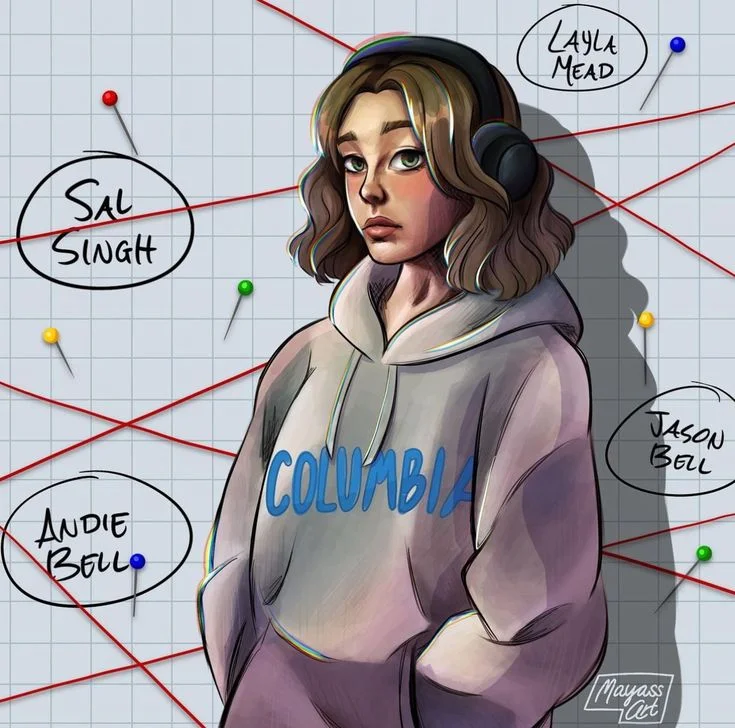 LAYLA
MEAD
SAL
SINGH
COLUMBIA
JASON
BELL
ANDIE
BELL
Mayass
Art